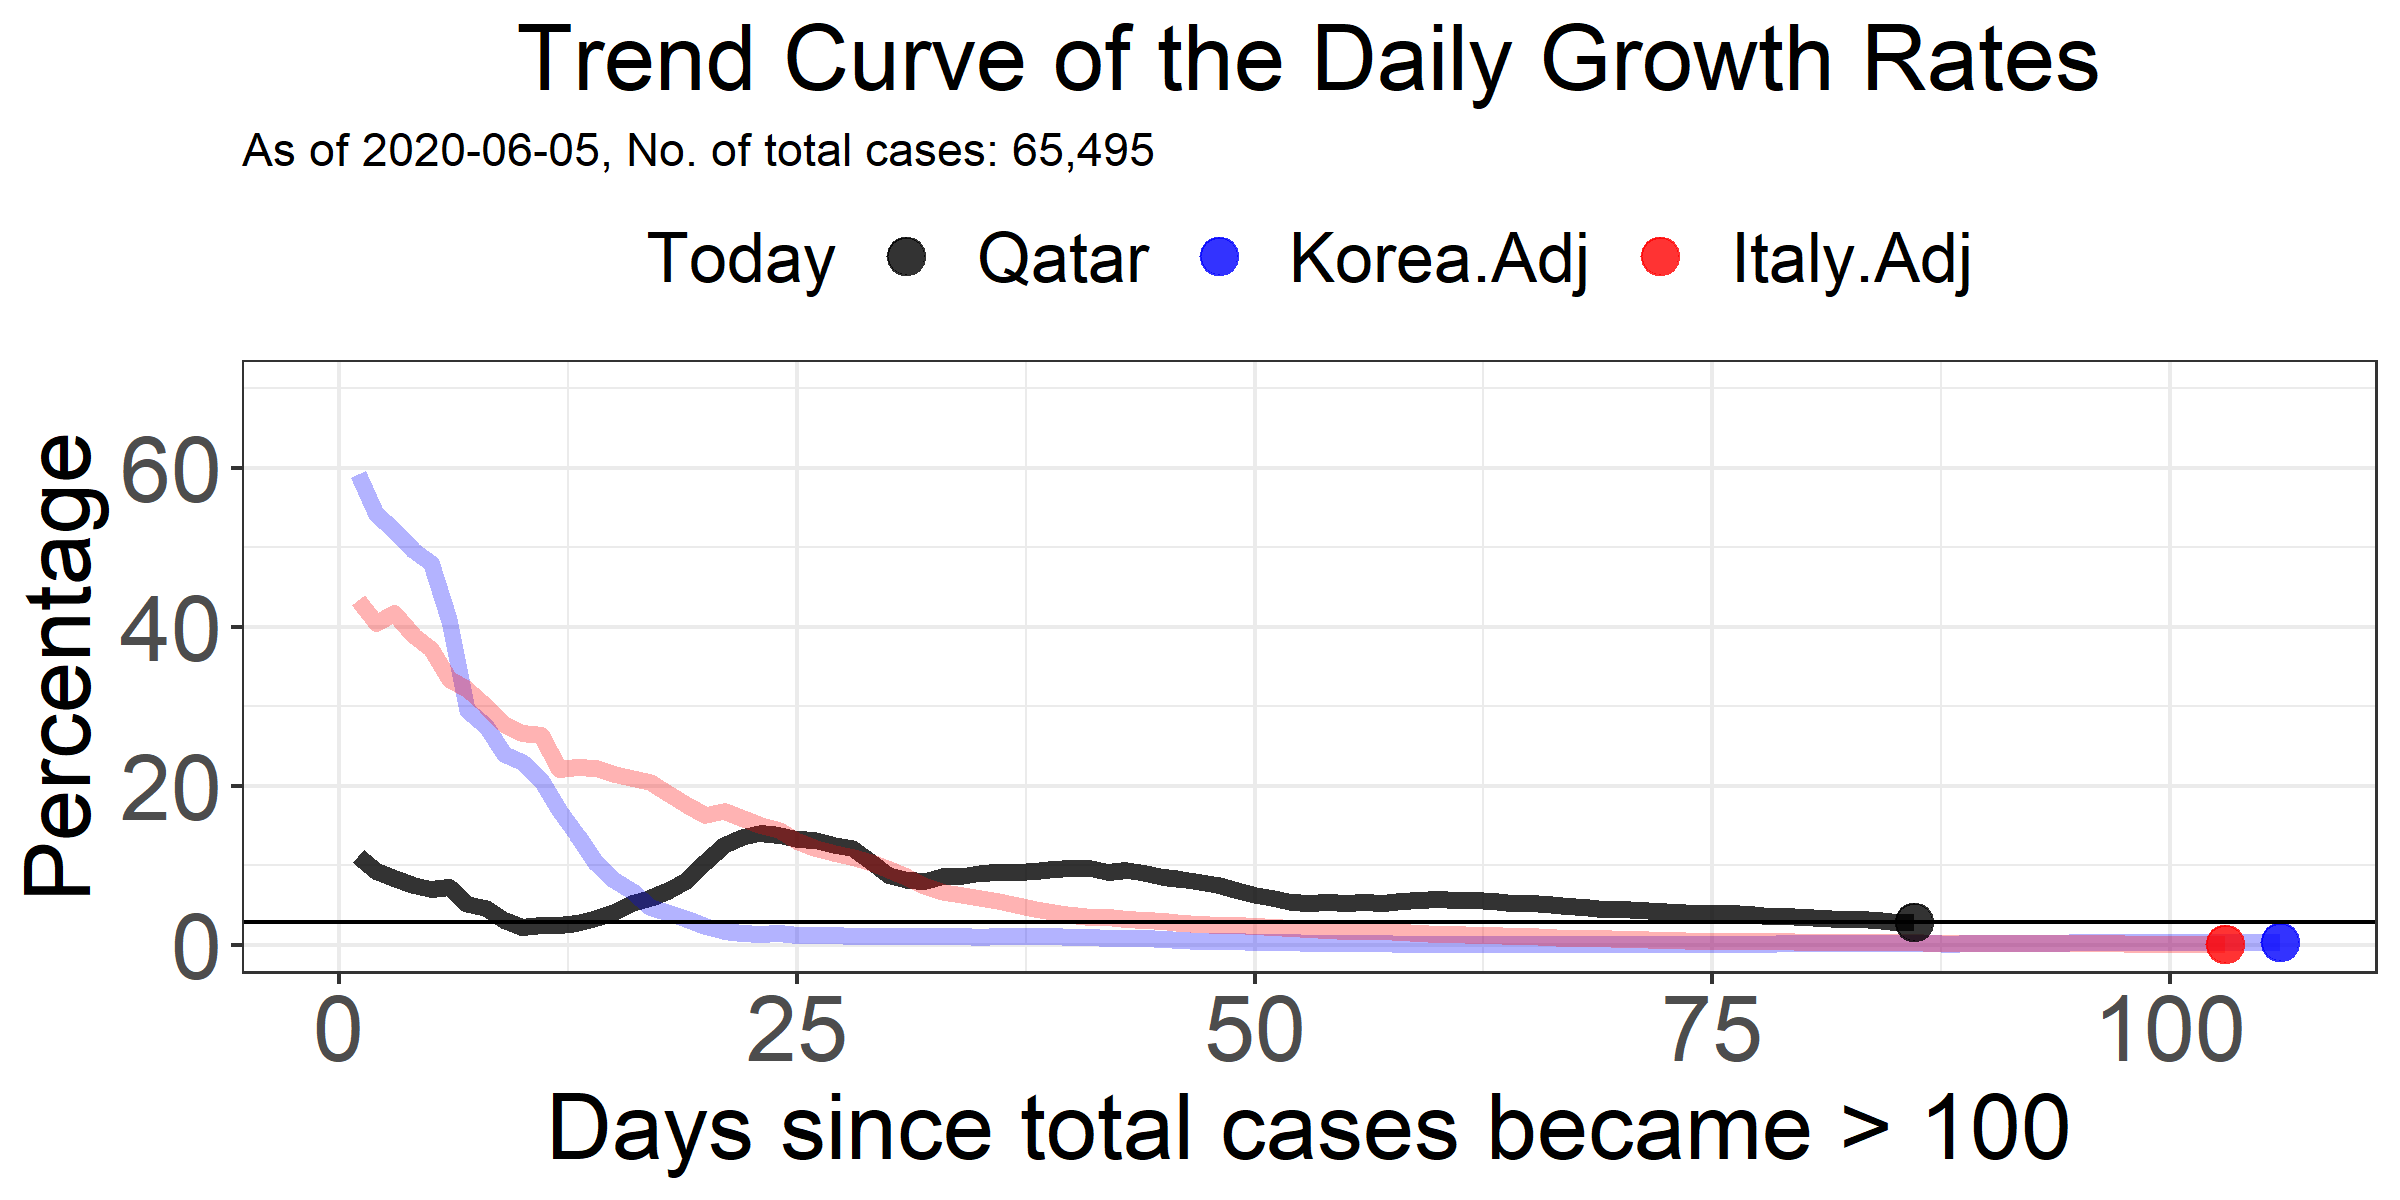 Trend Curve of the Daily Growth Rates
As of 2020-06-05, No. of total cases: 65,495
Today Qatar Korea.Adj Italy.Adj
Percentage
60
40
20
0
0 25 50 75 100
Days since total cases became > 100